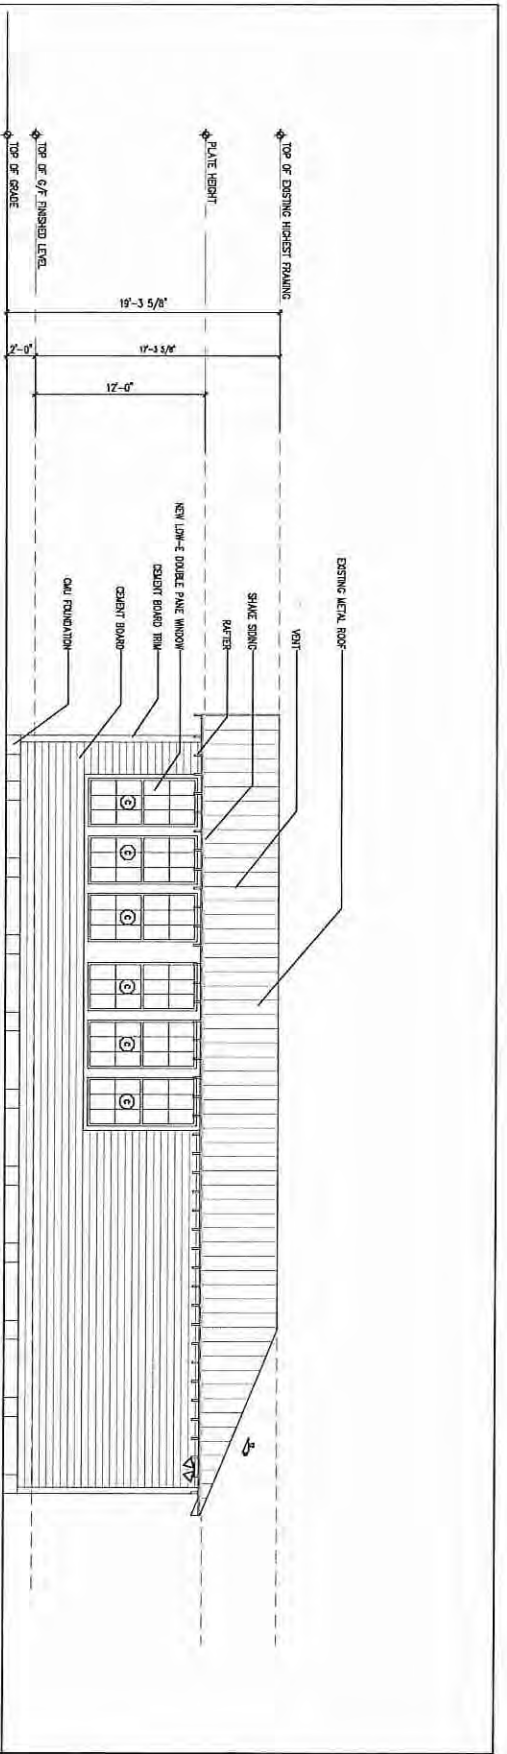 TOP OF EXISTING HIGHEST FRAMING
PLATE HEIGHT
TOP OF G/F FINISHED LEVEL
TOP OF GRADE
19'-3 5/8"
17'-3 5/8"
2'-0"
12'-0"
EXISTING METAL ROOF
VENT
SHAKE SIDING
RAFTER
NEW LOW-E DOUBLE PANE WINDOW
CEMENT BOARD TRIM
CEMENT BOARD
CMU FOUNDATION
C
C
C
C
C
C